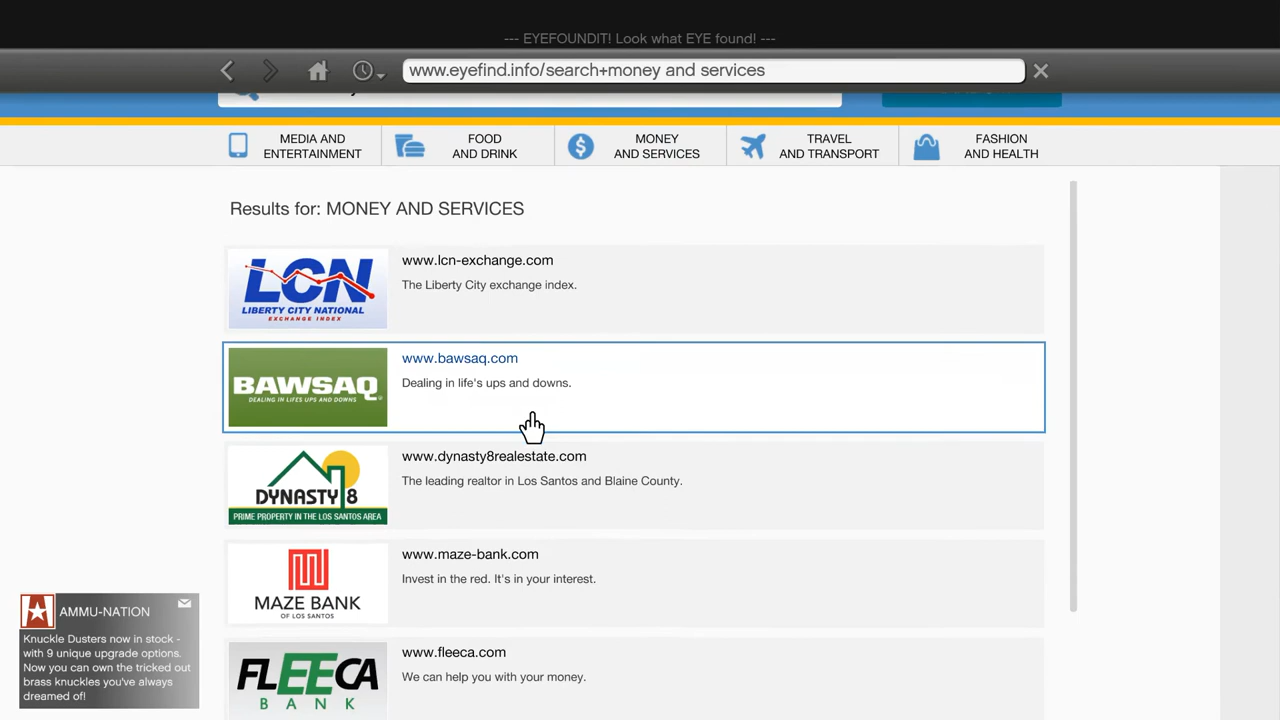 --- EYEFOUNDIT! Look what EYE found! ---
www.eyefind.info/search+money and services
MEDIA AND
ENTERTAINMENT
FOOD
AND DRINK
MONEY
AND SERVICES
TRAVEL
AND TRANSPORT
FASHION
AND HEALTH
Results for: MONEY AND SERVICES
LCN
LIBERTY CITY NATIONAL
EXCHANGE INDEX
www.lcn-exchange.com
The Liberty City exchange index.
BAWSAQ
DEALING IN LIFES UPS AND DOWNS
www.bawsaq.com
Dealing in life's ups and downs.
DYNASTY 8
PRIME PROPERTY IN THE LOS SANTOS AREA
www.dynasty8realestate.com
The leading realtor in Los Santos and Blaine County.
MAZE BANK
OF LOS SANTOS
www.maze-bank.com
Invest in the red. It's in your interest.
FLEECA
BANK
www.fleeca.com
We can help you with your money.
AMMU-NATION
Knuckle Dusters now in stock -
with 9 unique upgrade options.
Now you can own the tricked out
brass knuckles you've always
dreamed of!